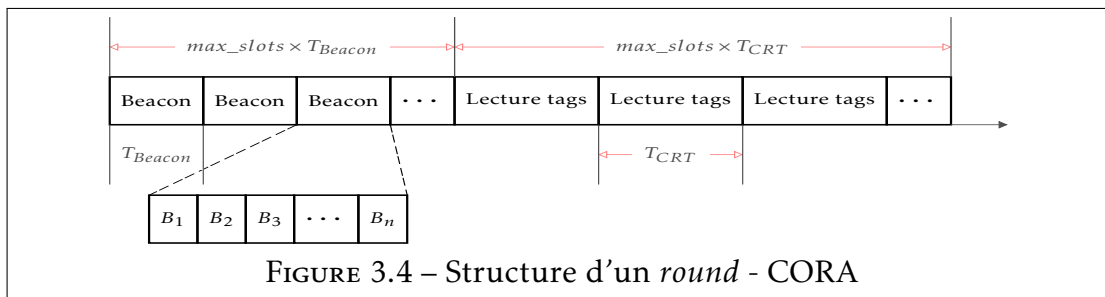 max_slots × T_Beacon max_slots × T_CRT
Beacon Beacon Beacon ··· Lecture tags Lecture tags Lecture tags ···
T_Beacon T_CRT
B_1 B_2 B_3 ··· B_n
FIGURE 3.4 – Structure d'un round - CORA